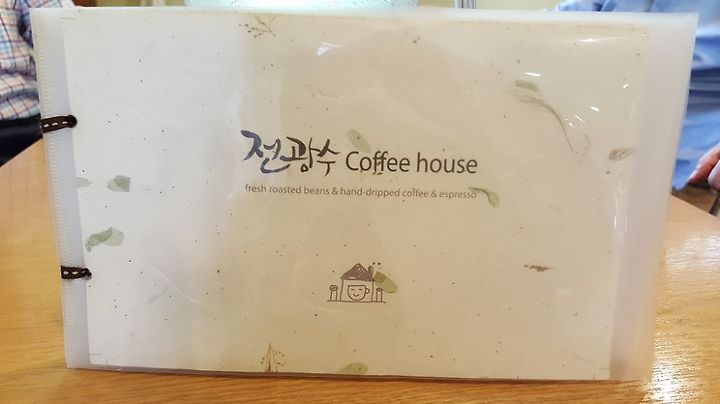 전광수 Coffee house
fresh roasted beans & hand-dripped coffee & espresso